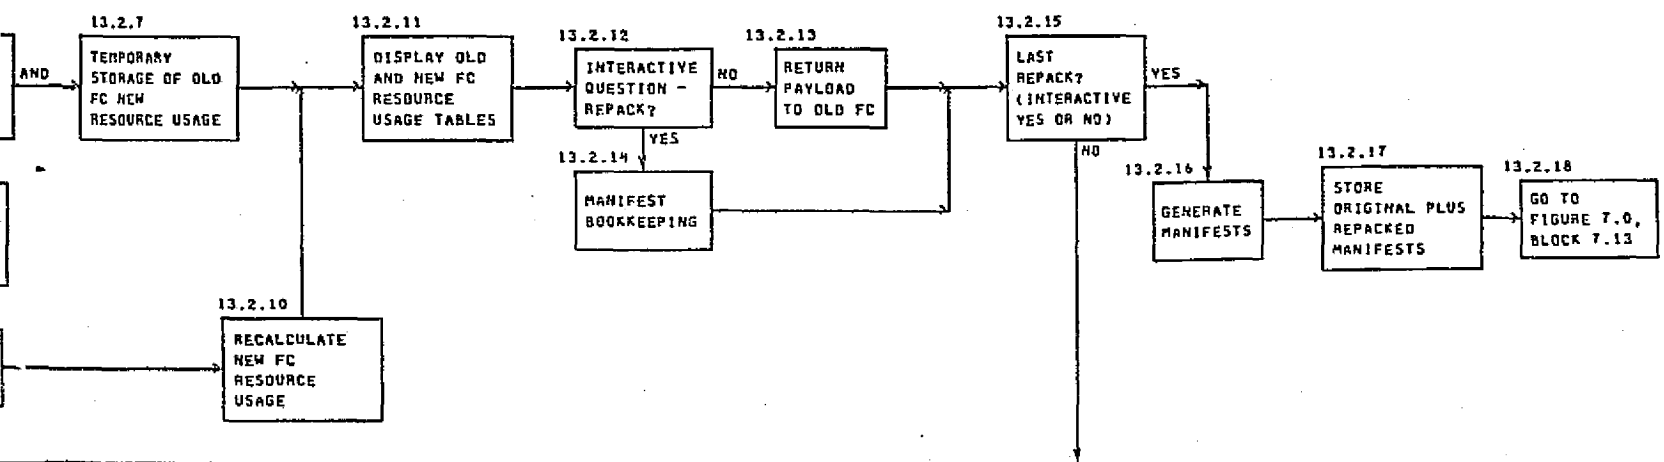 AND
13.2.7
TEMPORARY
STORAGE OF OLD
FC NEW
RESOURCE USAGE
13.2.10
RECALCULATE
NEW FC
RESOURCE
USAGE
13.2.11
DISPLAY OLD
AND NEW FC
RESOURCE
USAGE TABLES
13.2.12
INTERACTIVE
QUESTION -
REPACK?
NO
YES
13.2.13
RETURN
PAYLOAD
TO OLD FC
13.2.14
MANIFEST
BOOKKEEPING
13.2.15
LAST
REPACK?
(INTERACTIVE
YES OR NO)
YES
NO
13.2.16
GENERATE
MANIFESTS
13.2.17
STORE
ORIGINAL PLUS
REPACKED
MANIFESTS
13.2.18
GO TO
FIGURE 7.0,
BLOCK 7.13